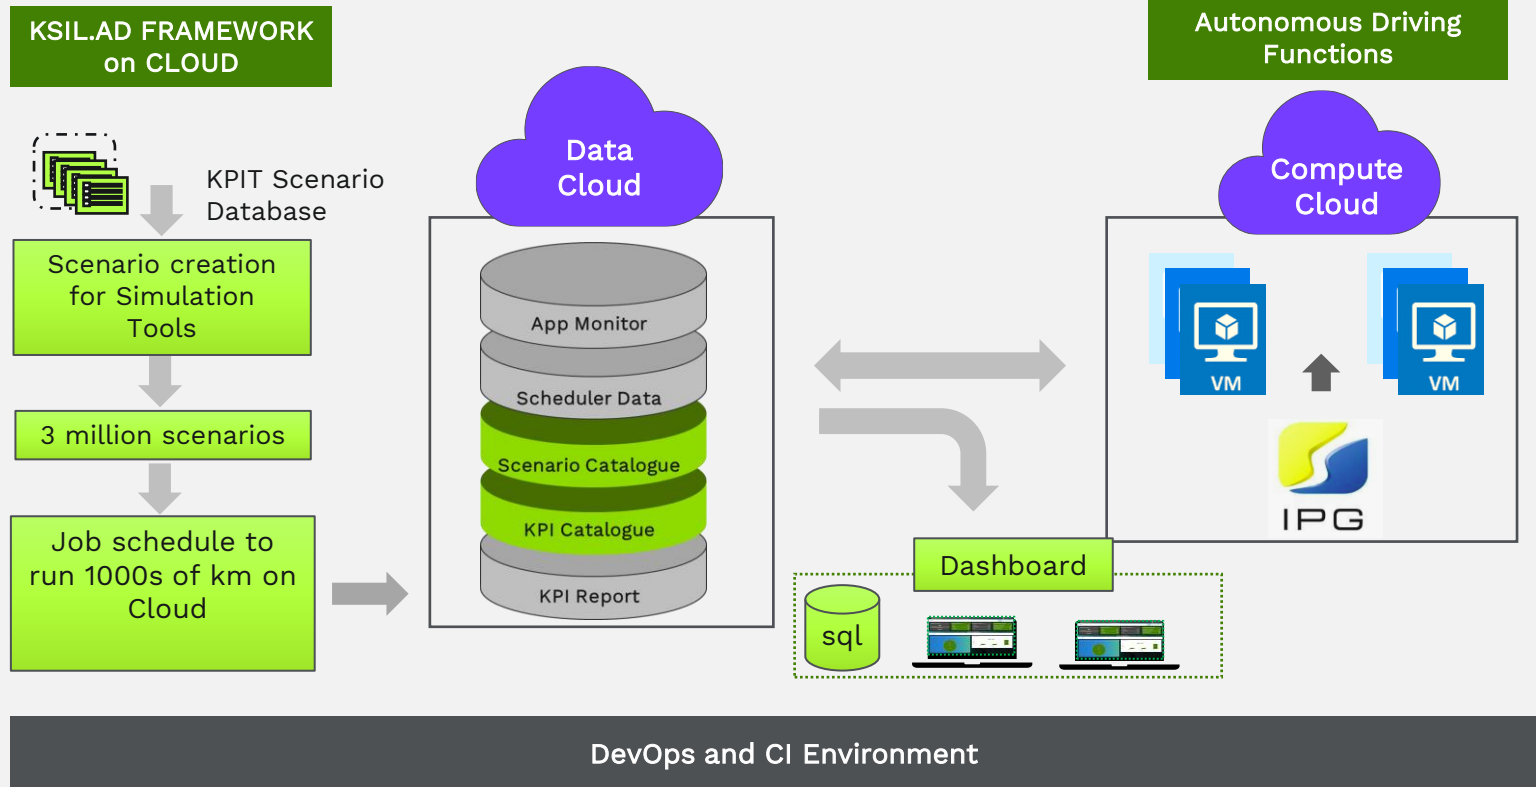 KSIL.AD FRAMEWORK
on CLOUD
Autonomous Driving
Functions
KPIT Scenario
Database
Scenario creation
for Simulation
Tools
3 million scenarios
Job schedule to
run 1000s of km on
Cloud
Data
Cloud
App Monitor
Scheduler Data
Scenario Catalogue
KPI Catalogue
KPI Report
Compute
Cloud
VM
VM
IPG
Dashboard
sql
DevOps and CI Environment